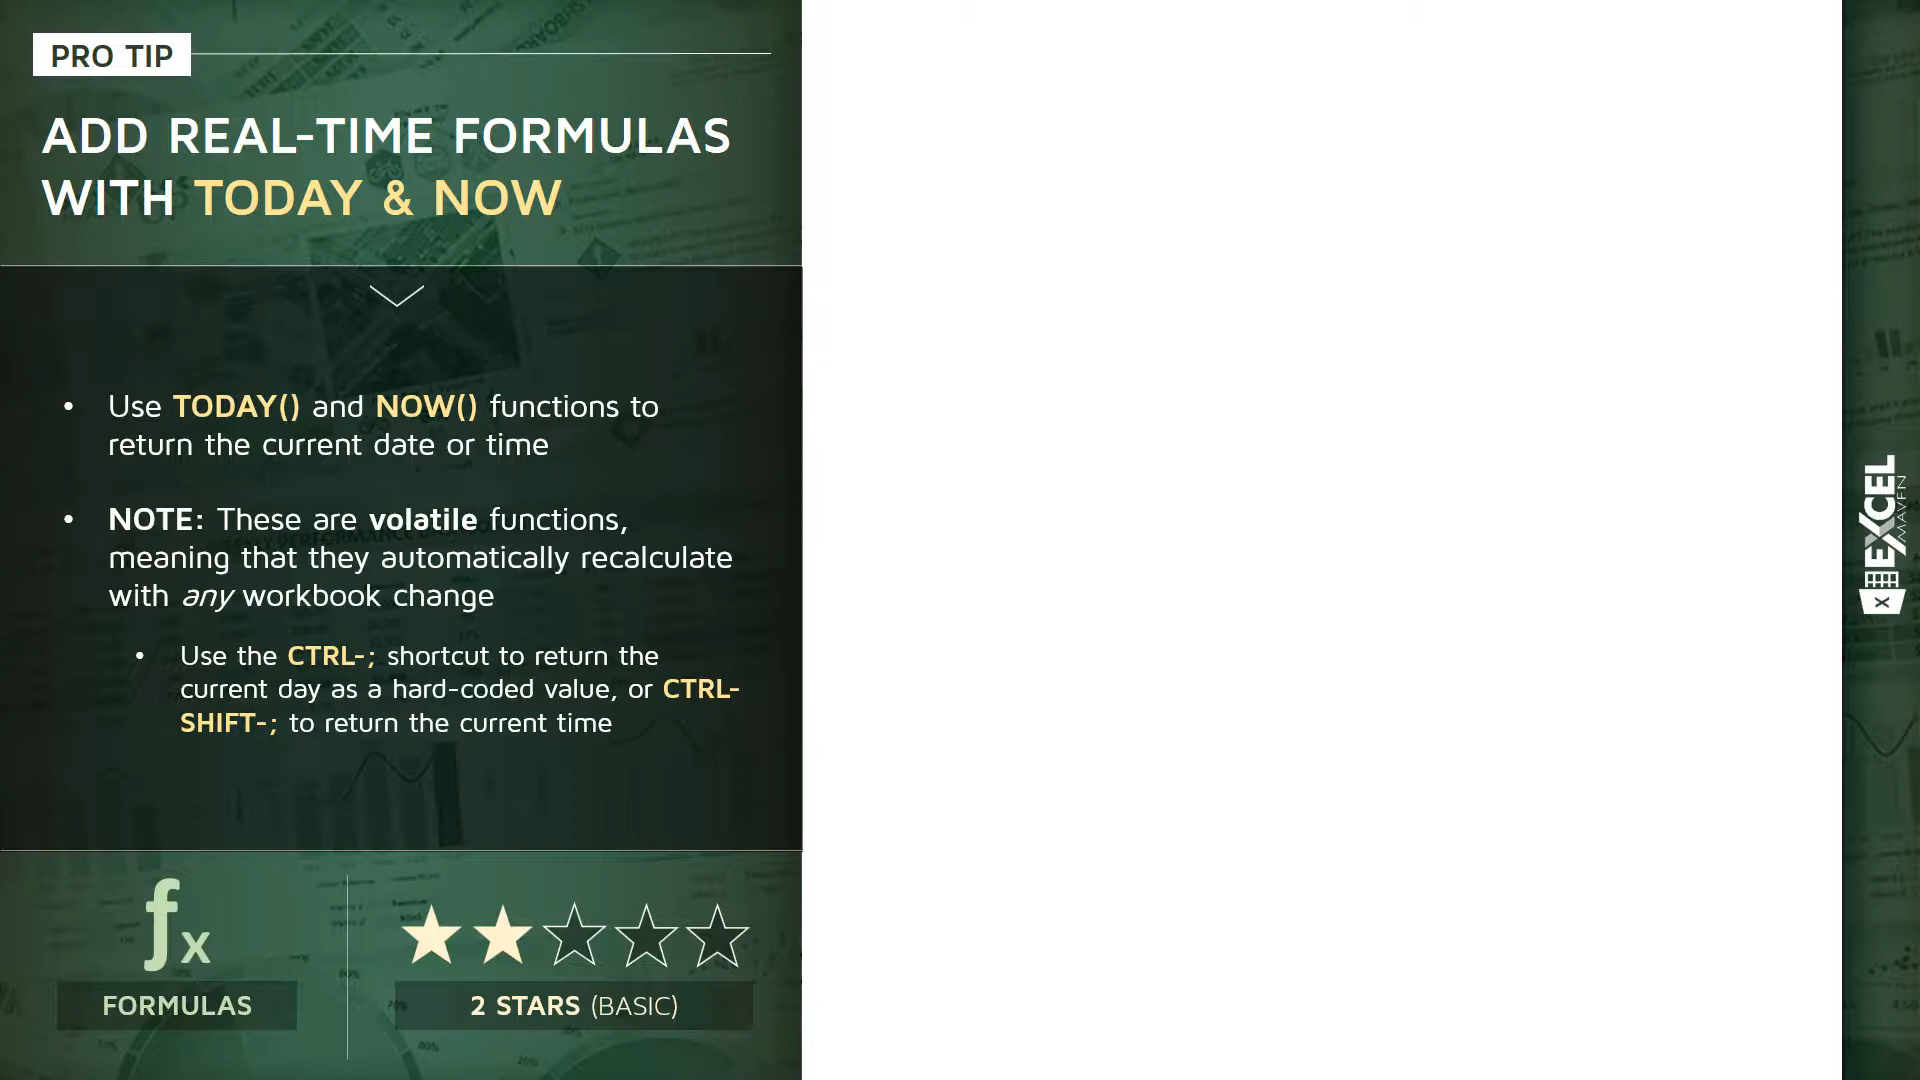 PRO TIP
ADD REAL-TIME FORMULAS
WITH TODAY & NOW
• Use TODAY() and NOW() functions to
return the current date or time
• NOTE: These are volatile functions,
meaning that they automatically recalculate
with any workbook change
• Use the CTRL-; shortcut to return the
current day as a hard-coded value, or CTRL-
SHIFT-; to return the current time
fx
FORMULAS
2 STARS (BASIC)
X EXCEL
MAVEN